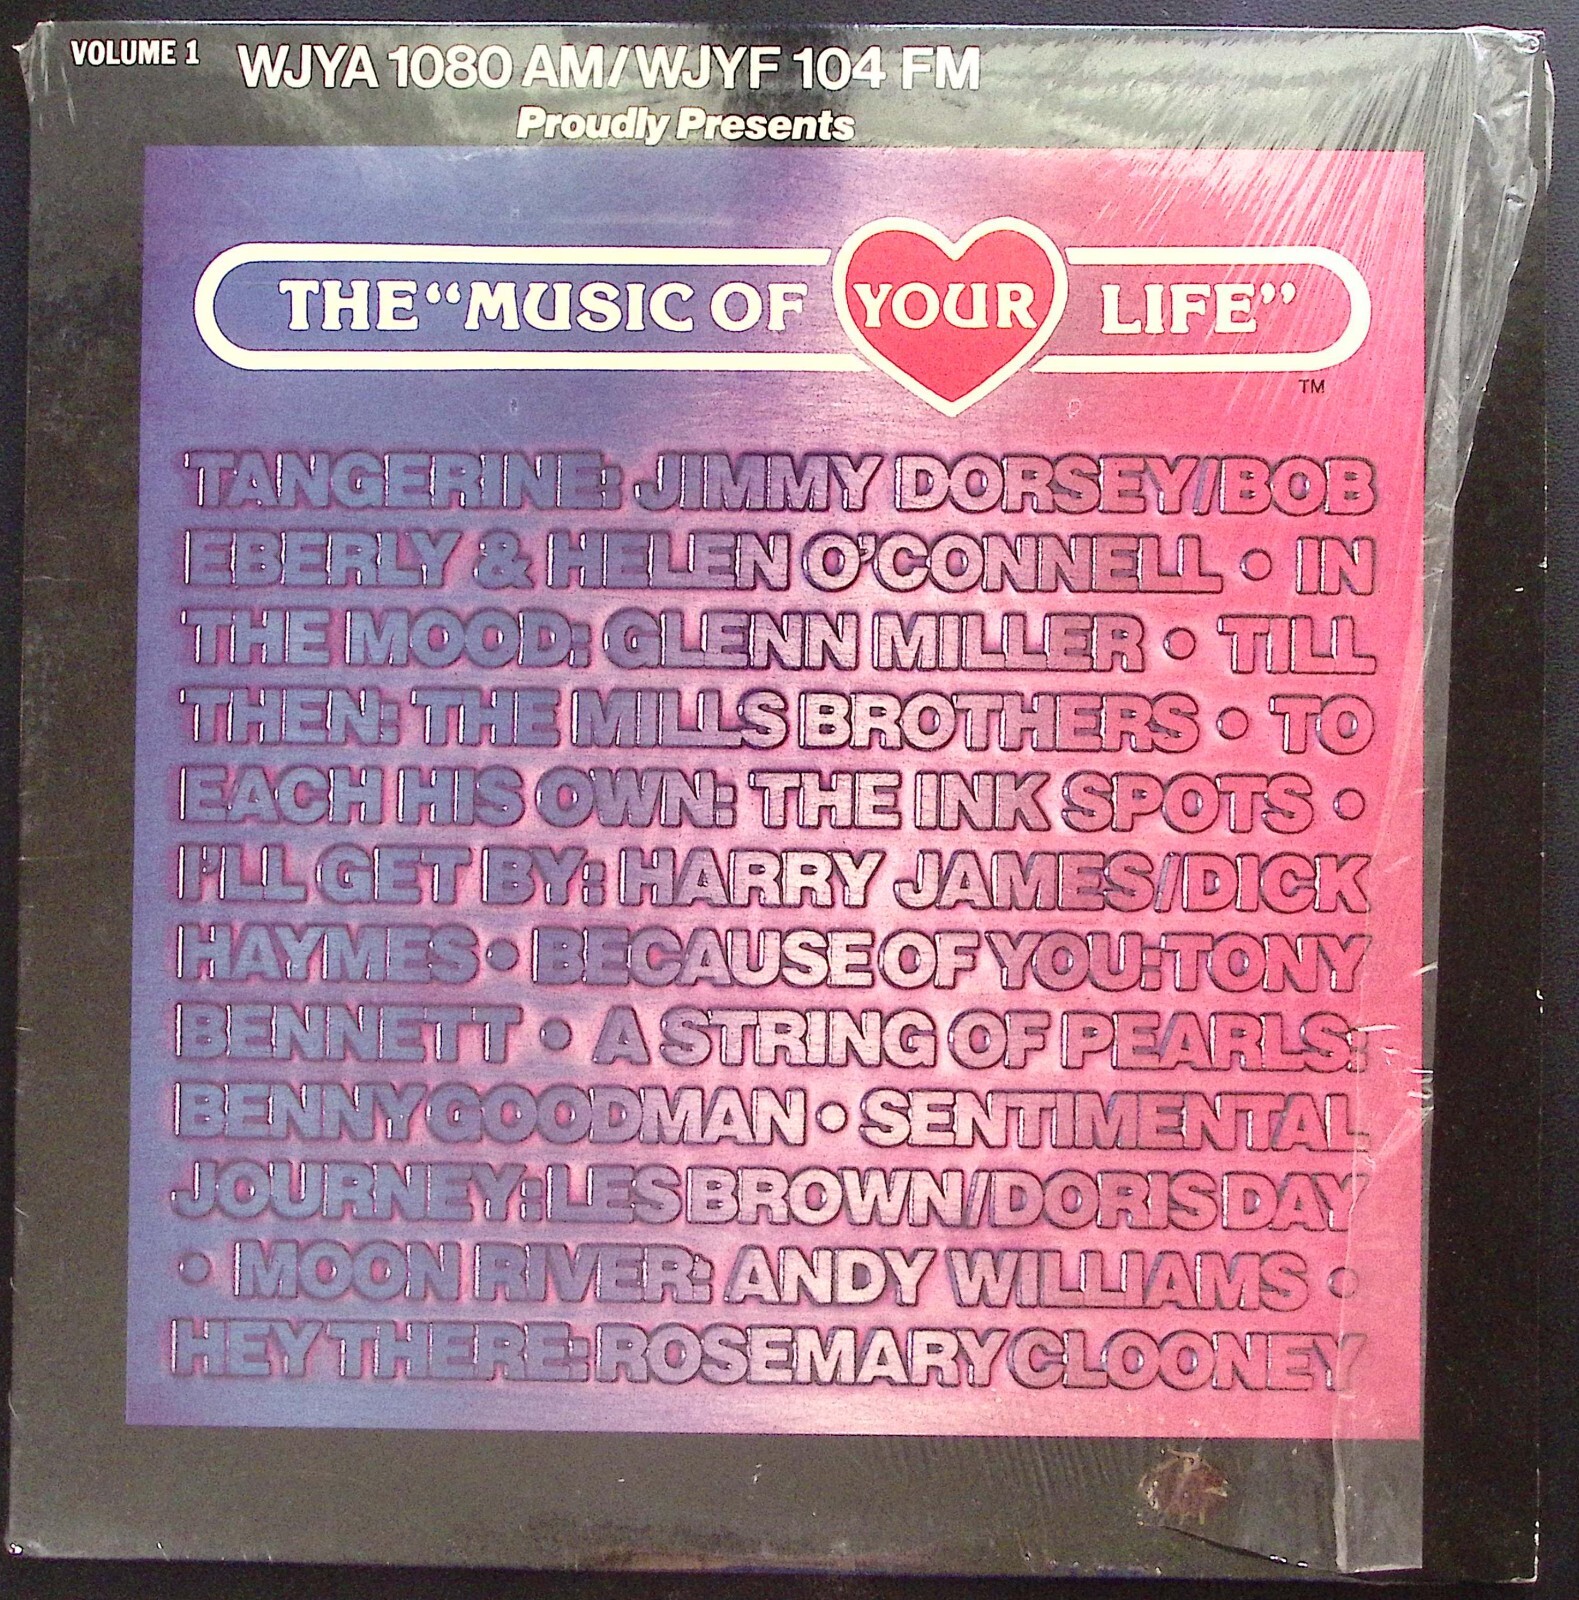 VOLUME 1 WJYA 1080 AM/WJYF 104 FM
Proudly Presents
THE "MUSIC OF YOUR LIFE"
TM
TANGERINE: JIMMY DORSEY/BOB
EBERLY & HELEN O'CONNELL • IN
THE MOOD: GLENN MILLER • TILL
THEN: THE MILLS BROTHERS • TO
EACH HIS OWN: THE INK SPOTS •
I'LL GET BY: HARRY JAMES/DICK
HAYMES • BECAUSE OF YOU: TONY
BENNETT • A STRING OF PEARLS:
BENNY GOODMAN • SENTIMENTAL
JOURNEY: LES BROWN/DORIS DAY
• MOON RIVER: ANDY WILLIAMS •
HEY THERE: ROSEMARY CLOONEY